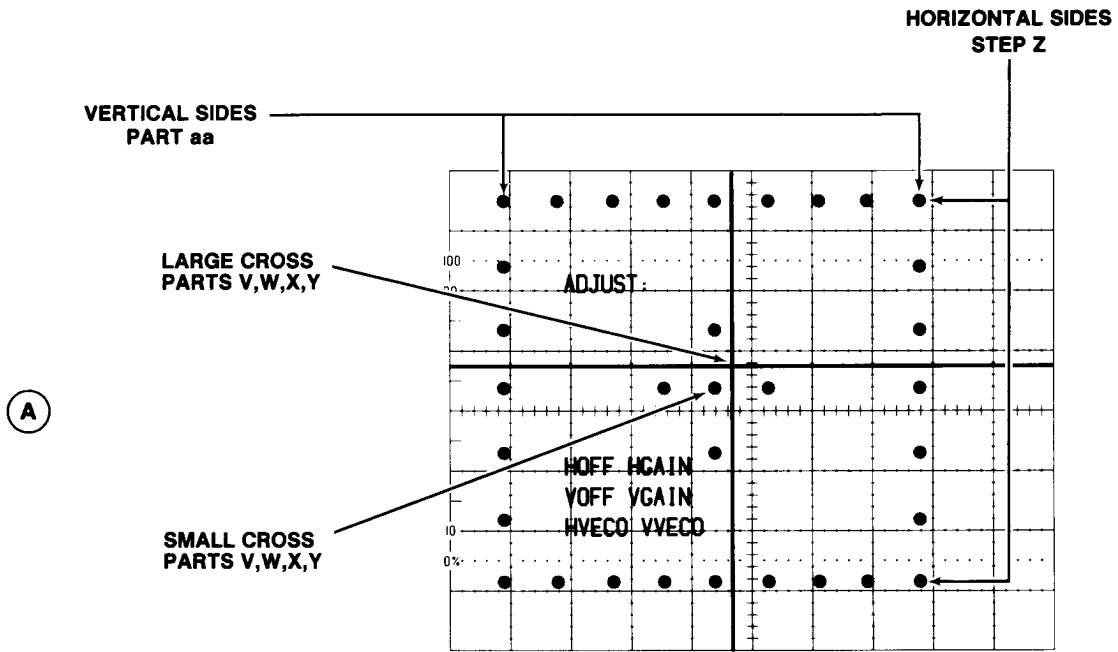 HORIZONTAL SIDES
STEP Z
VERTICAL SIDES
PART aa
LARGE CROSS
PARTS V,W,X,Y
100
ADJUST:
A
HOFF HGAIN
VOFF VGAIN
HVECO VVECO
10
0%
SMALL CROSS
PARTS V,W,X,Y